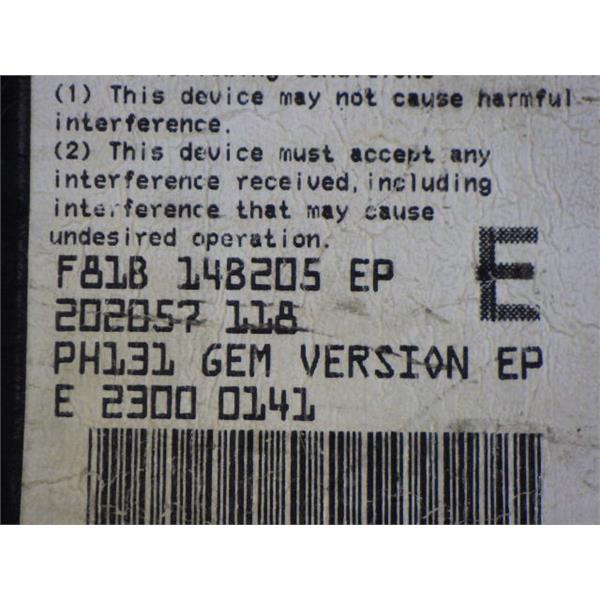 (1) This device may not cause harmful
interference.
(2) This device must accept any
interference received, including
interference that may cause
undesired operation.
E
F81B 14B205 EP
202057 118
PH131 GEM VERSION EP
E 2300 0141